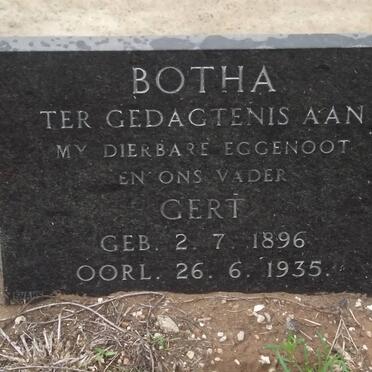 BOTHA
TER GEDAGTENIS AAN
MY DIERBARE EGGENOOT
EN ONS VADER
GERT
GEB. 2. 7. 1896
OORL. 26. 6. 1935.